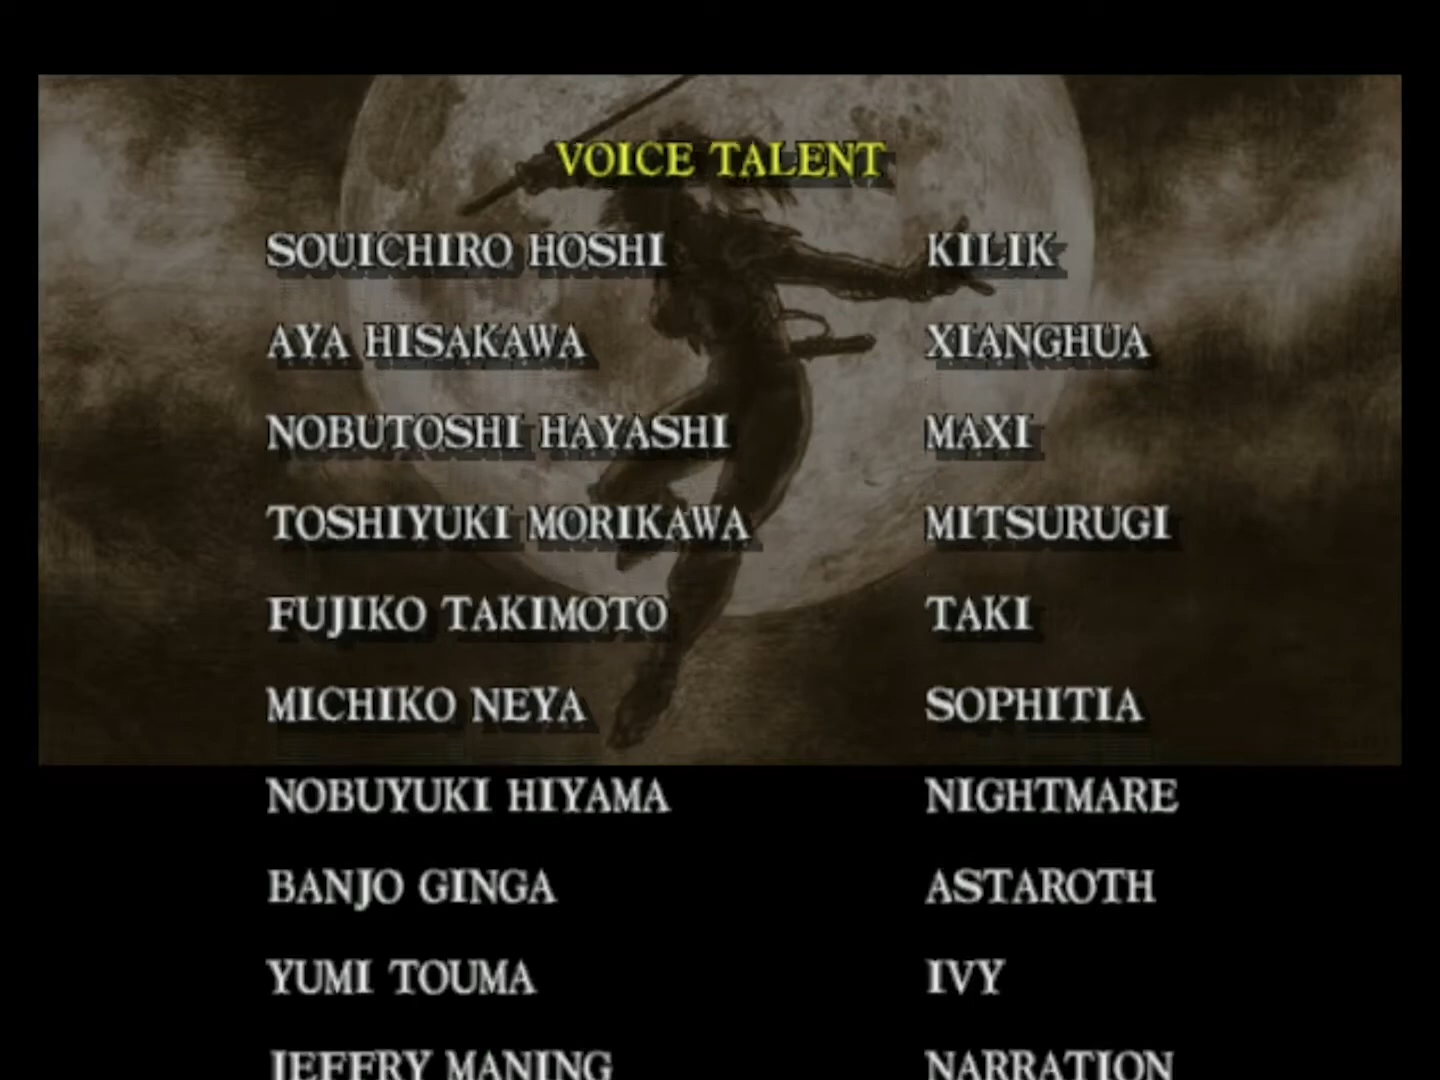 VOICE TALENT
SOUICHIRO HOSHI KILIK
AYA HISAKAWA XIANGHUA
NOBUTOSHI HAYASHI MAXI
TOSHIYUKI MORIKAWA MITSURUGI
FUJIKO TAKIMOTO TAKI
MICHIKO NEYA SOPHITIA
NOBUYUKI HIYAMA NIGHTMARE
BANJO GINGA ASTAROTH
YUMI TOUMA IVY
JEFFRY MANING NARRATION